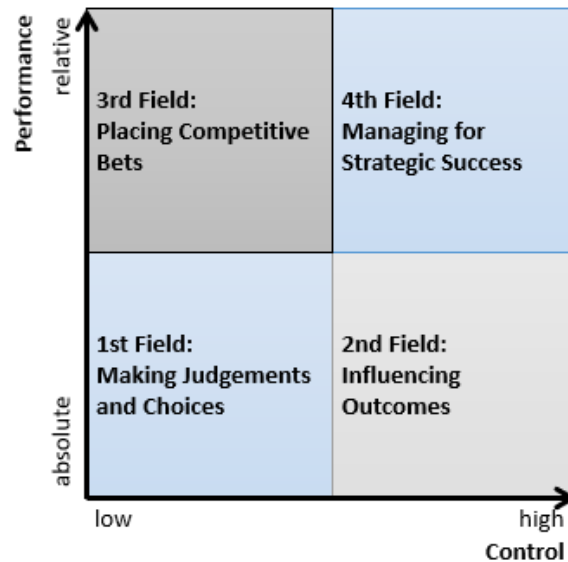 Performance
relative
absolute
3rd Field:
Placing Competitive
Bets
4th Field:
Managing for
Strategic Success
1st Field:
Making Judgements
and Choices
2nd Field:
Influencing
Outcomes
low
high
Control